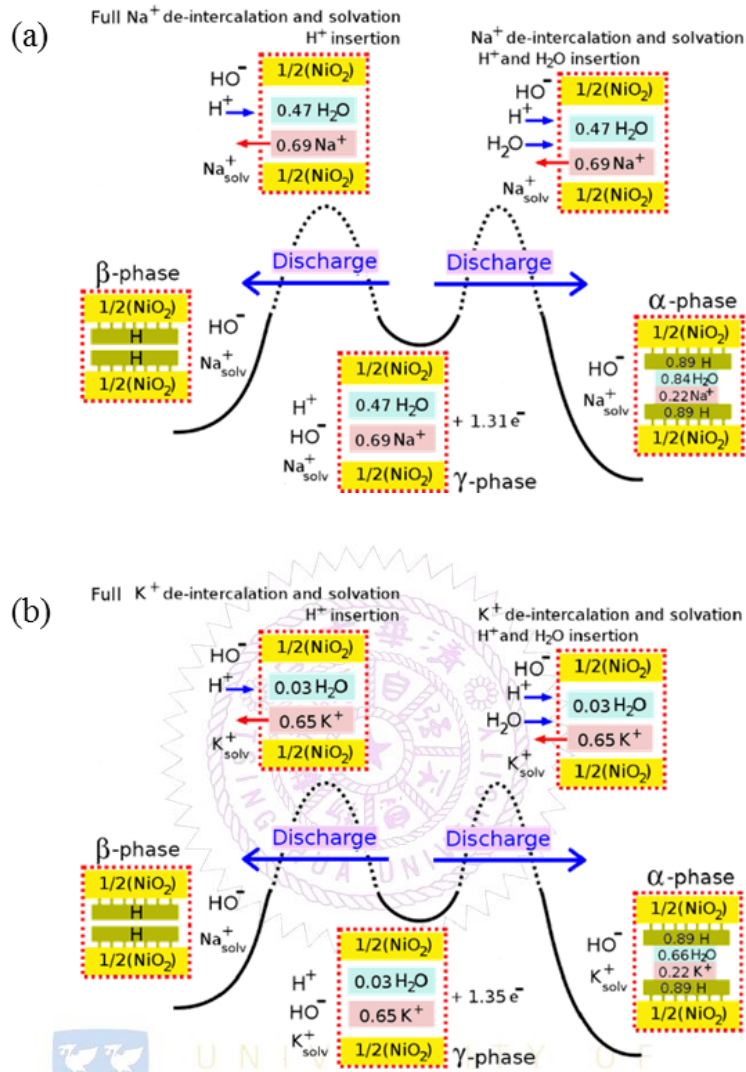 (a)
Full Na⁺ de-intercalation and solvation
H⁺ insertion
HO⁻
H⁺
Na⁺solv
1/2(NiO₂)
0.47 H₂O
0.69 Na⁺
1/2(NiO₂)
Na⁺ de-intercalation and solvation
H⁺ and H₂O insertion
HO⁻
H⁺
H₂O
Na⁺solv
1/2(NiO₂)
0.47 H₂O
0.69 Na⁺
1/2(NiO₂)
Discharge
Discharge
β-phase
1/2(NiO₂)
H
H
1/2(NiO₂)
HO⁻
Na⁺solv
H⁺
HO⁻
Na⁺solv
1/2(NiO₂)
0.47 H₂O
0.69 Na⁺
1/2(NiO₂)
+ 1.31e⁻
γ-phase
α-phase
HO⁻
Na⁺solv
1/2(NiO₂)
0.89 H
0.84H₂O
0.22Na⁺
0.89 H
1/2(NiO₂)
(b)
Full K⁺ de-intercalation and solvation
H⁺ insertion
HO⁻
H⁺
K⁺solv
1/2(NiO₂)
0.03 H₂O
0.65 K⁺
1/2(NiO₂)
K⁺ de-intercalation and solvation
H⁺ and H₂O insertion
HO⁻
H⁺
H₂O
K⁺solv
1/2(NiO₂)
0.03 H₂O
0.65 K⁺
1/2(NiO₂)
Discharge
Discharge
β-phase
1/2(NiO₂)
H
H
1/2(NiO₂)
HO⁻
Na⁺solv
H⁺
HO⁻
K⁺solv
1/2(NiO₂)
0.03 H₂O
0.65 K⁺
1/2(NiO₂)
+ 1.35e⁻
γ-phase
α-phase
HO⁻
K⁺solv
1/2(NiO₂)
0.89 H
0.66H₂O
0.22 K⁺
0.89 H
1/2(NiO₂)
UNIVERSITY OF